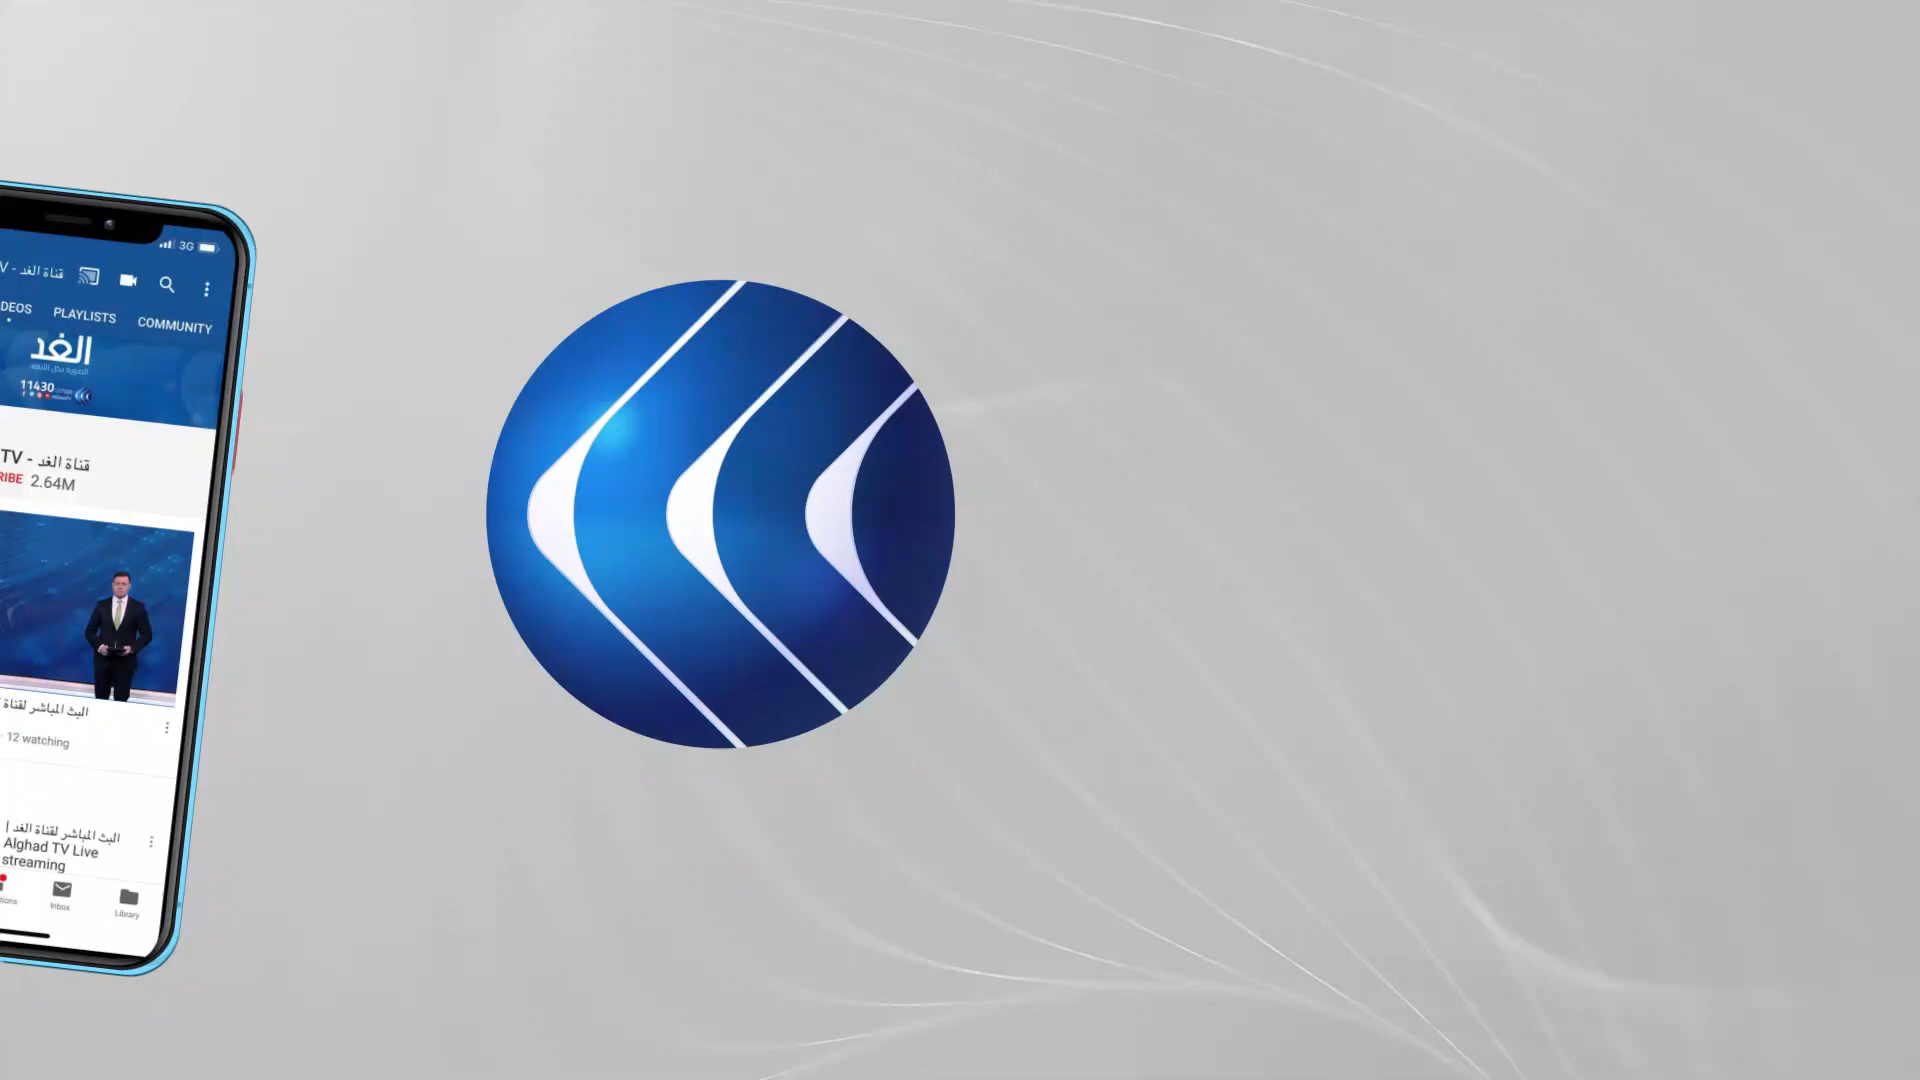 3G
V - قناة الغد
DEOS PLAYLISTS COMMUNITY
الغد
11430
TV - قناة الغد
RIBE 2.64M
البث المباشر لقناة
· 12 watching
البث المباشر لقناة الغد |
Alghad TV Live
streaming
tions Inbox Library